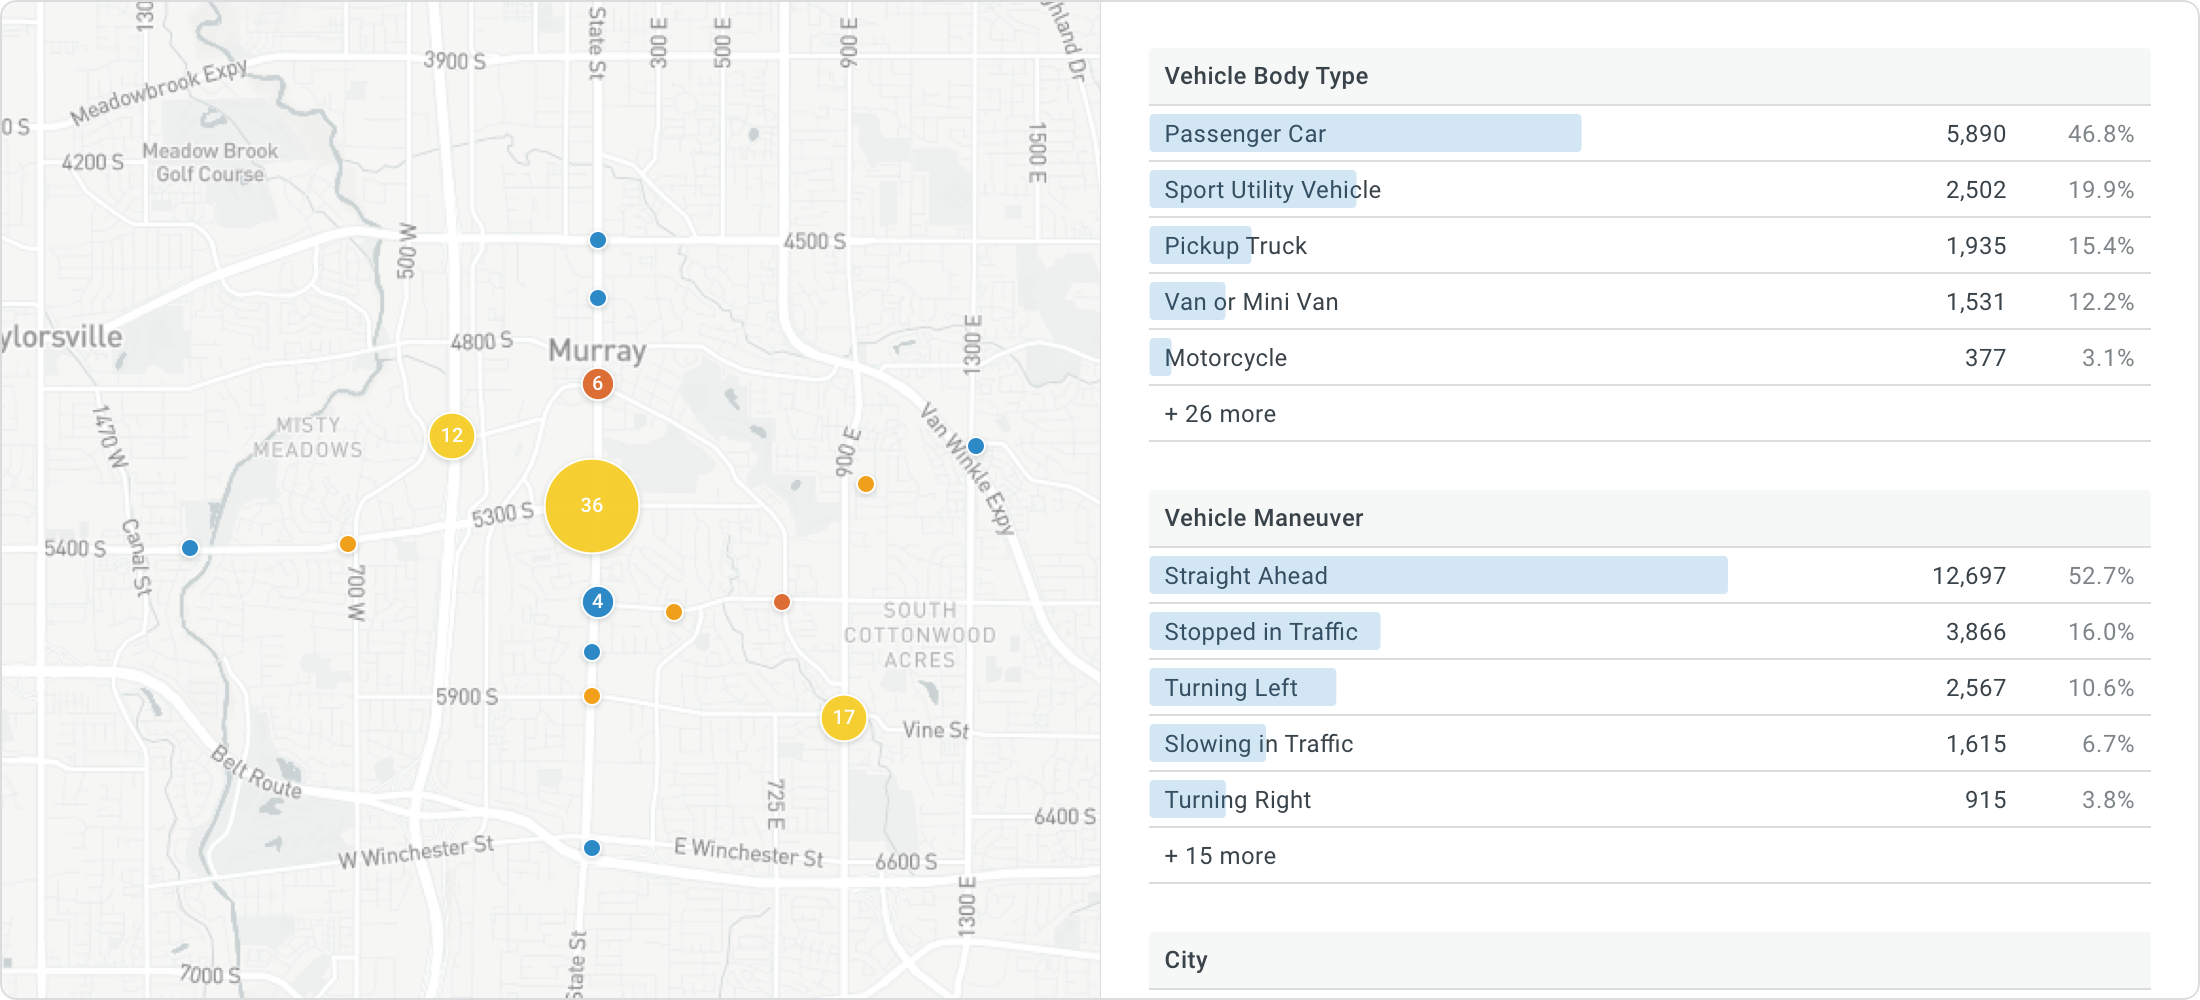 130
State St
300 E
500 E
900 E
hland Dr
3900 S
Meadowbrook Expy
0 S
1500 E
4200 S
Meadow Brook
Golf Course
500 W
4500 S
ylorsville
4800 S
Murray
1300 E
6
1470 W
MISTY
MEADOWS
12
Van Winkle Expy
900 E
36
5300 S
Canal St
5400 S
700 W
4
SOUTH
COTTONWOOD
ACRES
5900 S
17
Vine St
Belt Route
725 E
6400 S
W Winchester St
E Winchester St
6600 S
1300 E
State St
7000 S
Vehicle Body Type
Passenger Car 5,890 46.8%
Sport Utility Vehicle 2,502 19.9%
Pickup Truck 1,935 15.4%
Van or Mini Van 1,531 12.2%
Motorcycle 377 3.1%
+ 26 more
Vehicle Maneuver
Straight Ahead 12,697 52.7%
Stopped in Traffic 3,866 16.0%
Turning Left 2,567 10.6%
Slowing in Traffic 1,615 6.7%
Turning Right 915 3.8%
+ 15 more
City